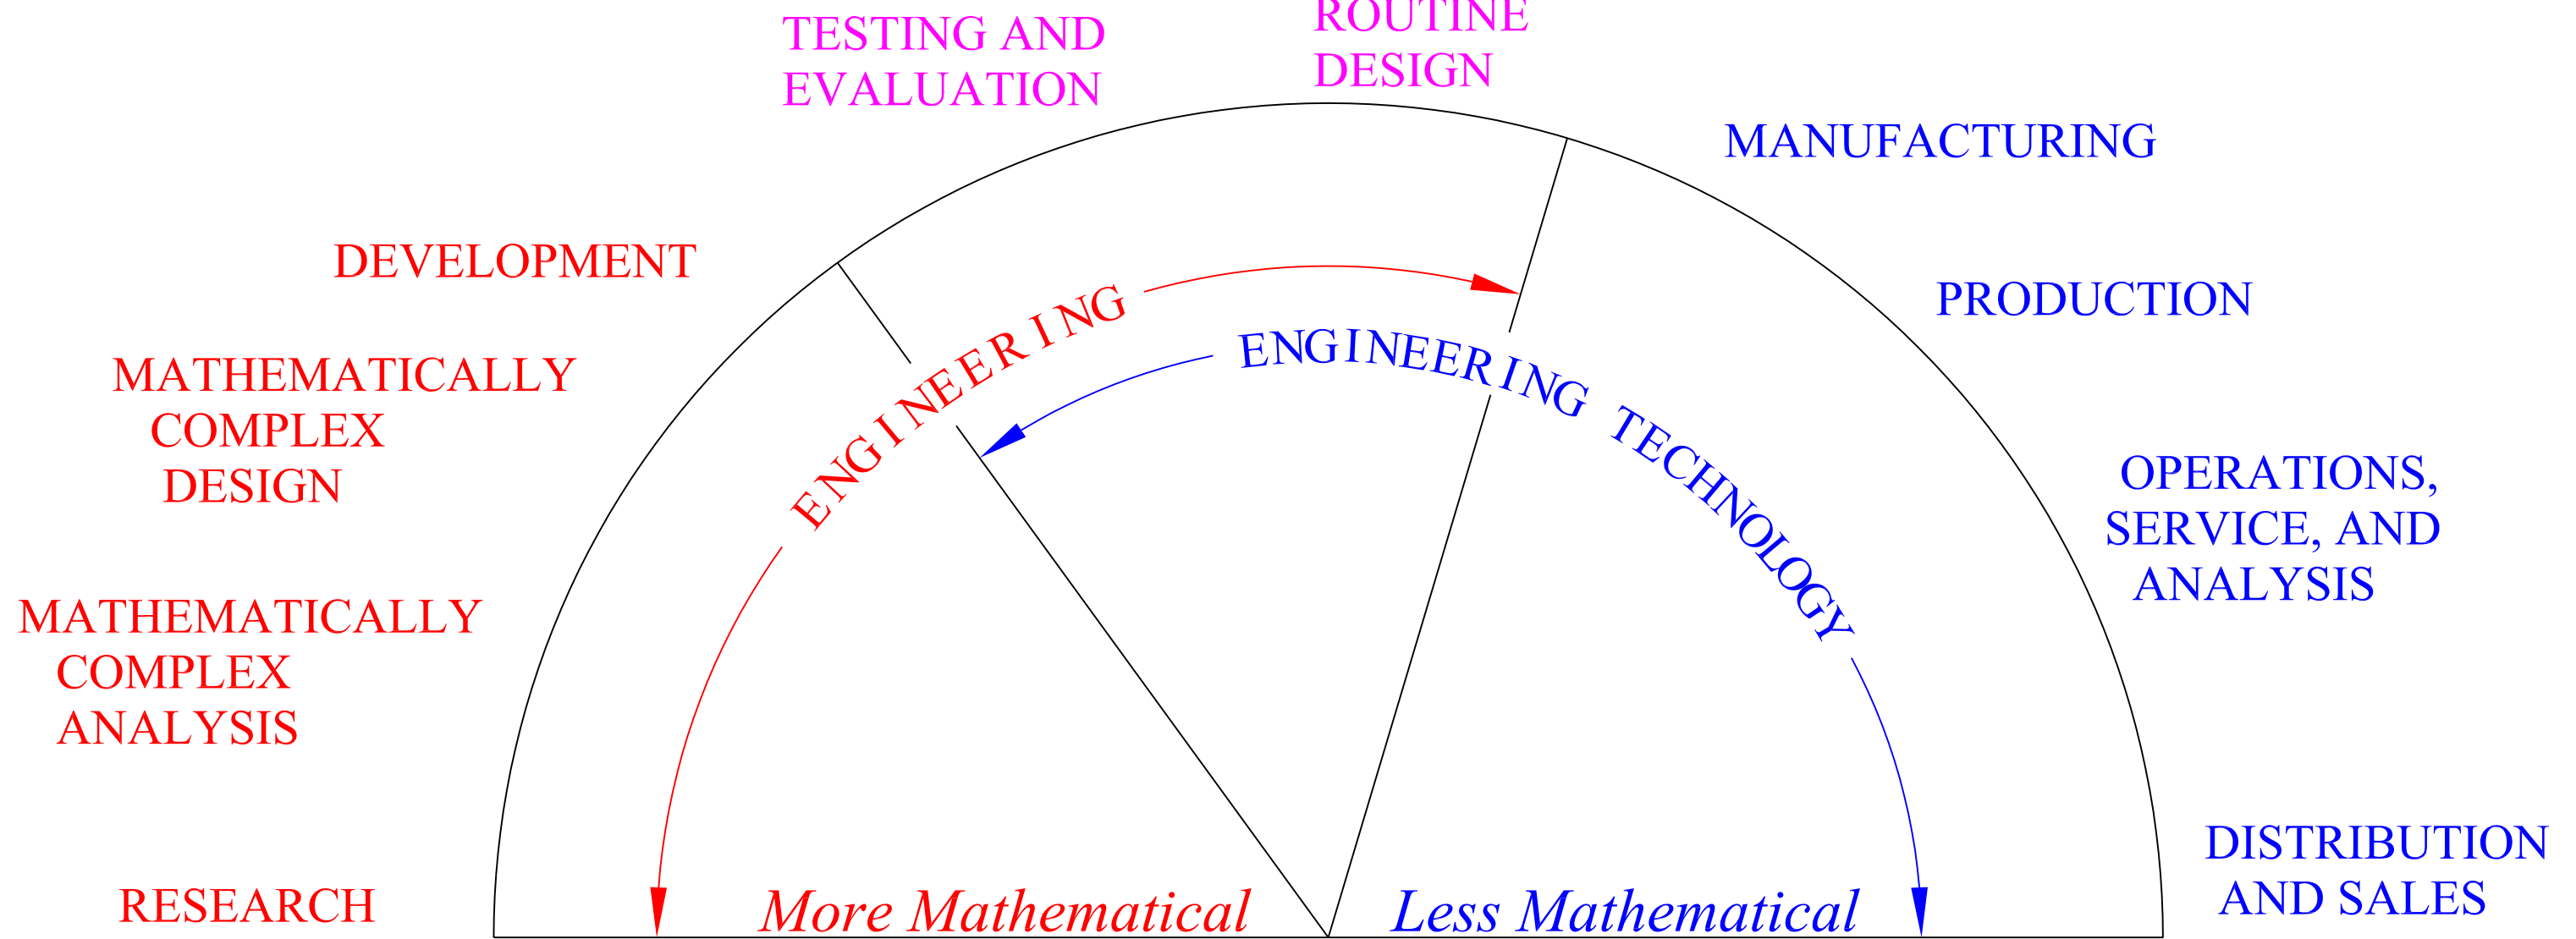 TESTING AND
EVALUATION
ROUTINE
DESIGN
MANUFACTURING
DEVELOPMENT
PRODUCTION
MATHEMATICALLY
COMPLEX
DESIGN
ENGINEERING
ENGINEERING TECHNOLOGY
OPERATIONS,
SERVICE, AND
ANALYSIS
MATHEMATICALLY
COMPLEX
ANALYSIS
RESEARCH
More Mathematical
Less Mathematical
DISTRIBUTION
AND SALES